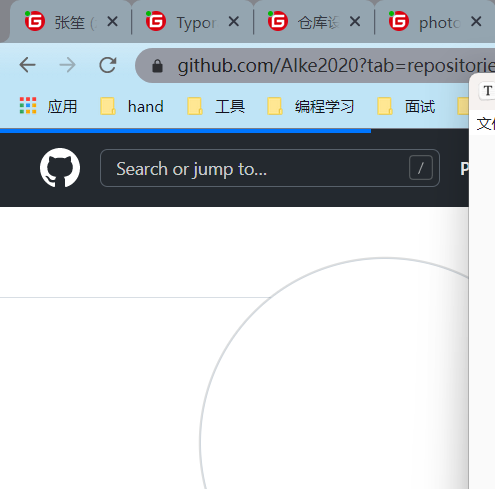 张笙 (
Typor
仓库设
photo
github.com/Alke2020?tab=repositorie
应用 hand 工具 编程学习 面试
T
Search or jump to... /
P